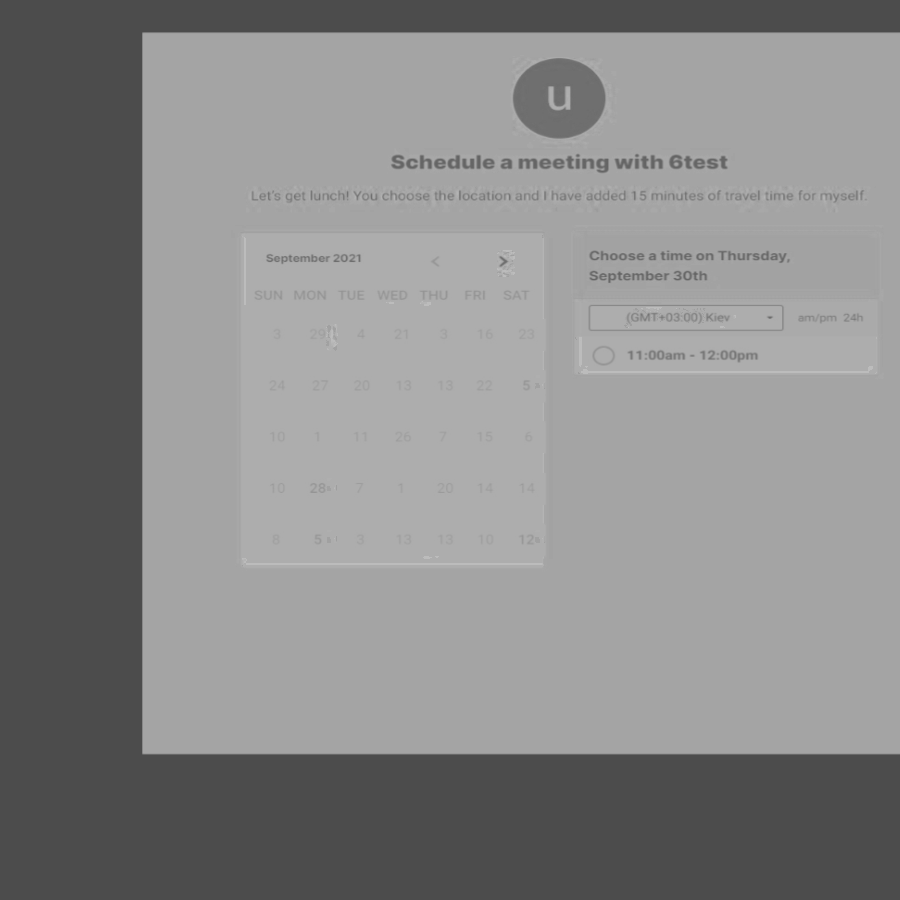 u
Schedule a meeting with 6test
Let's get lunch! You choose the location and I have added 15 minutes of travel time for myself.
September 2021 < >
SUN MON TUE WED THU FRI SAT
3 29 4 21 3 16 23
24 27 20 13 13 22 5
10 1 11 26 7 15 6
10 28 7 1 20 14 14
8 5 3 13 13 10 12
Choose a time on Thursday,
September 30th
(GMT+03:00) Kiev am/pm 24h
11:00am - 12:00pm